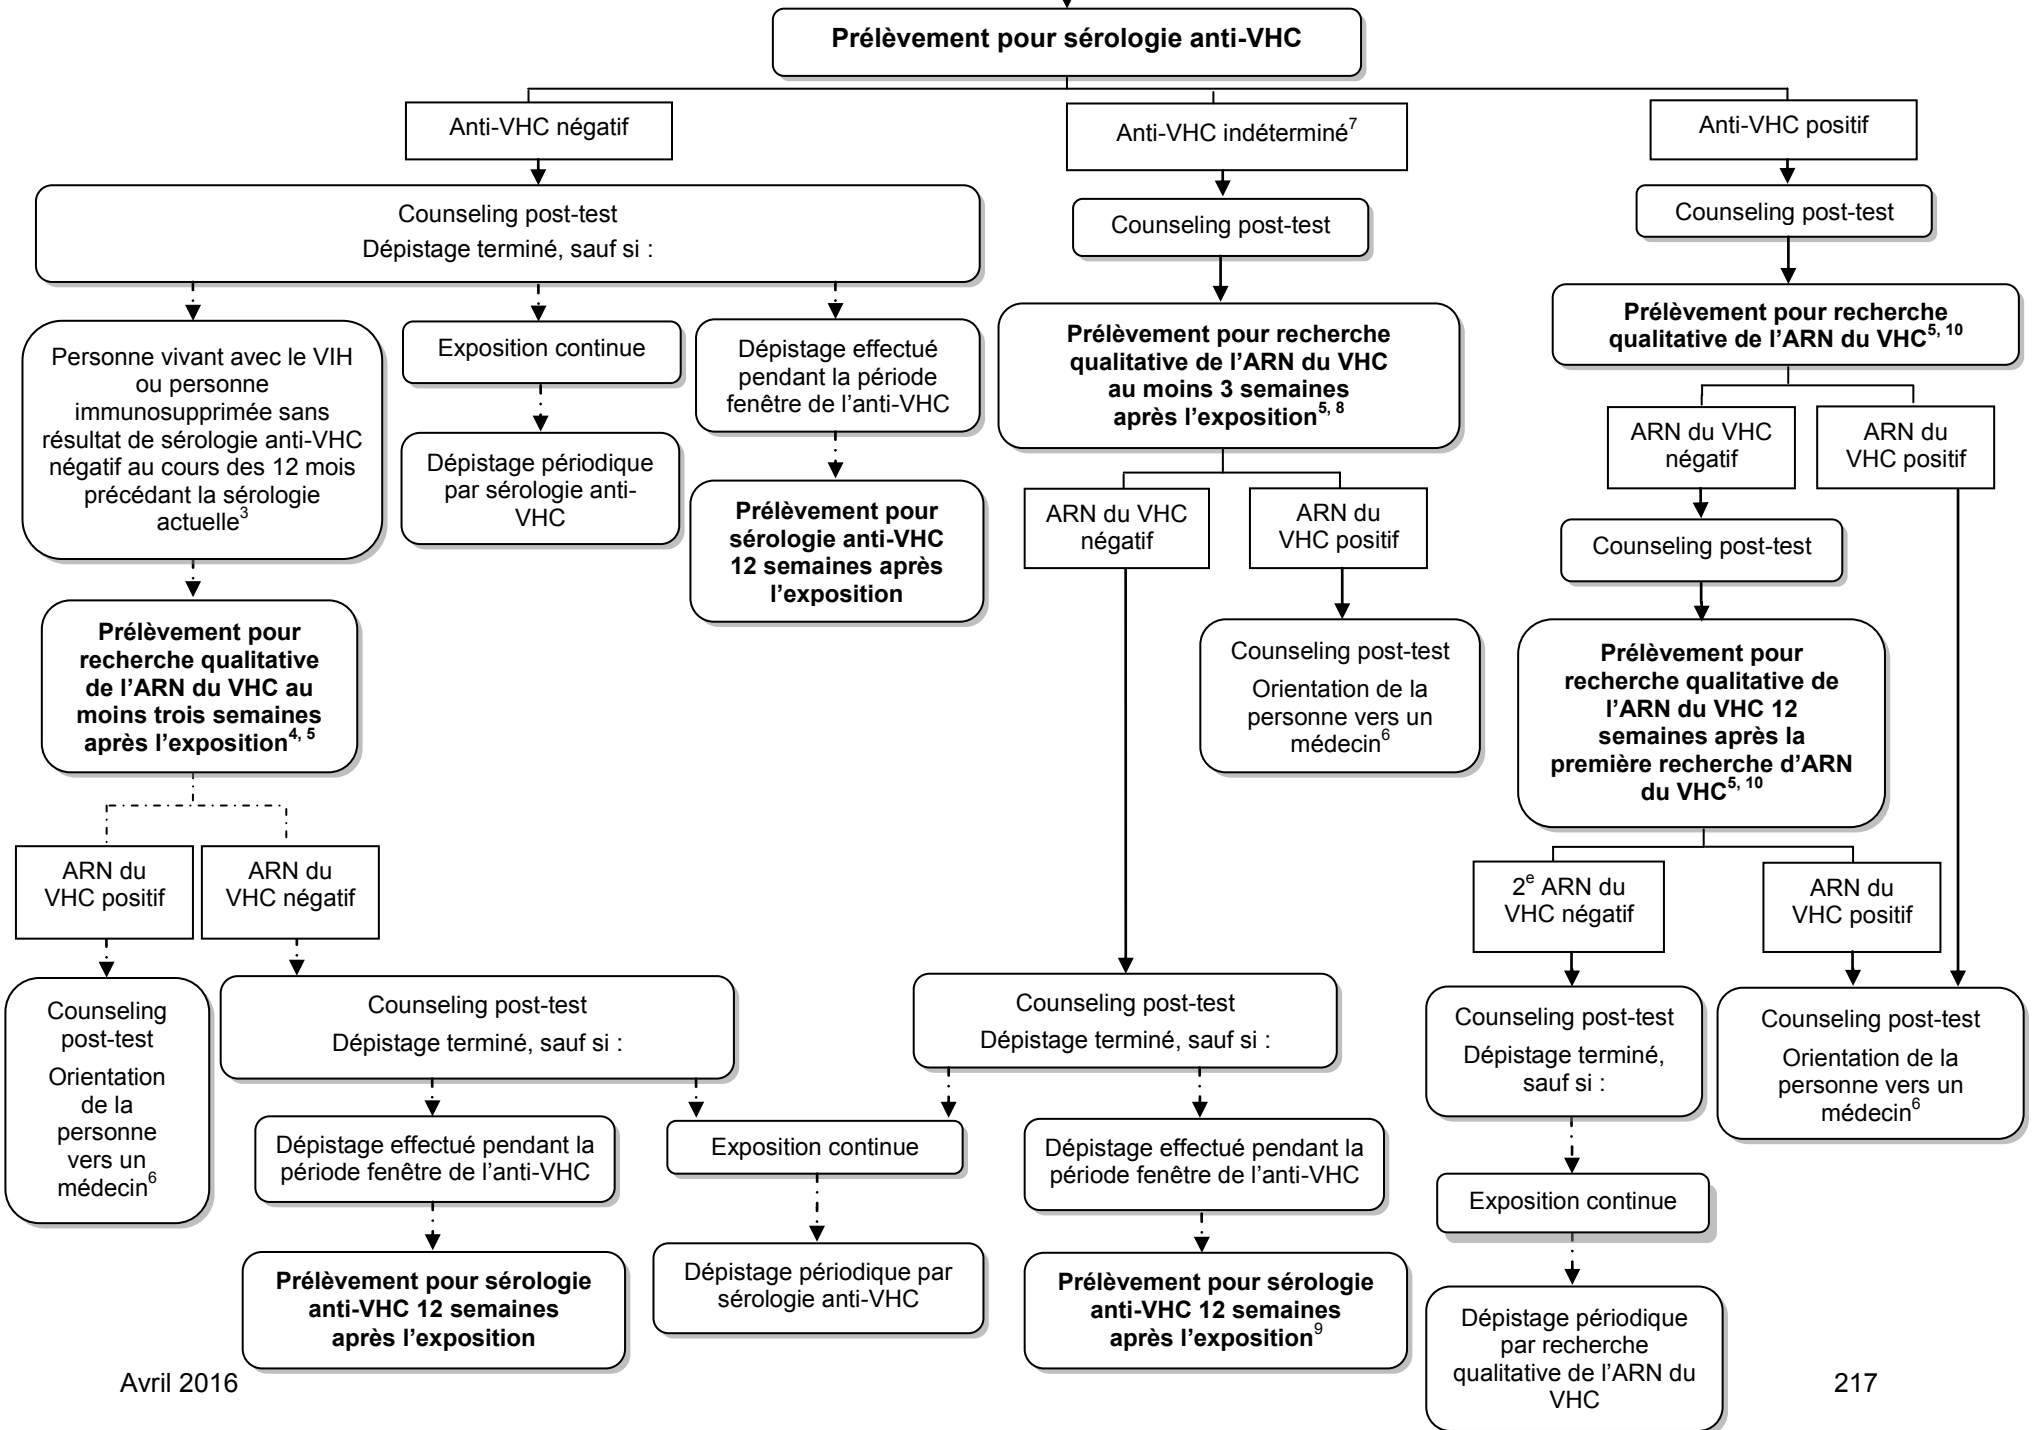 Prélèvement pour sérologie anti-VHC
Anti-VHC négatif
Anti-VHC indéterminé7
Anti-VHC positif
Counseling post-test
Dépistage terminé, sauf si :
Counseling post-test
Counseling post-test
Personne vivant avec le VIH
ou personne
immunosupprimée sans
résultat de sérologie anti-VHC
négatif au cours des 12 mois
précédant la sérologie
actuelle3
Exposition continue
Dépistage effectué
pendant la période
fenêtre de l’anti-VHC
Prélèvement pour recherche
qualitative de l’ARN du VHC
au moins 3 semaines
après l’exposition5, 8
Prélèvement pour recherche
qualitative de l’ARN du VHC5, 10
Dépistage périodique
par sérologie anti-
VHC
Prélèvement pour
sérologie anti-VHC
12 semaines après
l’exposition
ARN du VHC
négatif
ARN du
VHC positif
ARN du VHC
négatif
ARN du
VHC positif
Counseling post-test
Prélèvement pour
recherche qualitative
de l’ARN du VHC au
moins trois semaines
après l’exposition4, 5
Counseling post-test
Orientation de la
personne vers un
médecin6
Prélèvement pour
recherche qualitative de
l’ARN du VHC 12
semaines après la
première recherche d’ARN
du VHC5, 10
ARN du
VHC positif
ARN du
VHC négatif
2e ARN du
VHC négatif
ARN du
VHC positif
Counseling
post-test
Orientation
de la
personne
vers un
médecin6
Counseling post-test
Dépistage terminé, sauf si :
Counseling post-test
Dépistage terminé, sauf si :
Counseling post-test
Dépistage terminé,
sauf si :
Counseling post-test
Orientation de la
personne vers un
médecin6
Dépistage effectué pendant la
période fenêtre de l’anti-VHC
Exposition continue
Dépistage effectué pendant la
période fenêtre de l’anti-VHC
Exposition continue
Prélèvement pour sérologie
anti-VHC 12 semaines
après l’exposition
Dépistage périodique par
sérologie anti-VHC
Prélèvement pour sérologie
anti-VHC 12 semaines
après l’exposition9
Dépistage périodique
par recherche
qualitative de l’ARN du
VHC
Avril 2016
217